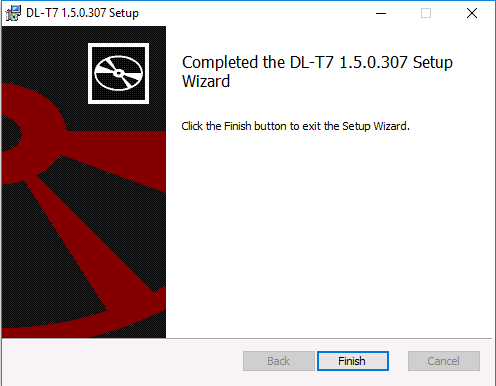 DL-T7 1.5.0.307 Setup
Completed the DL-T7 1.5.0.307 Setup
Wizard
Click the Finish button to exit the Setup Wizard.
Back
Finish
Cancel